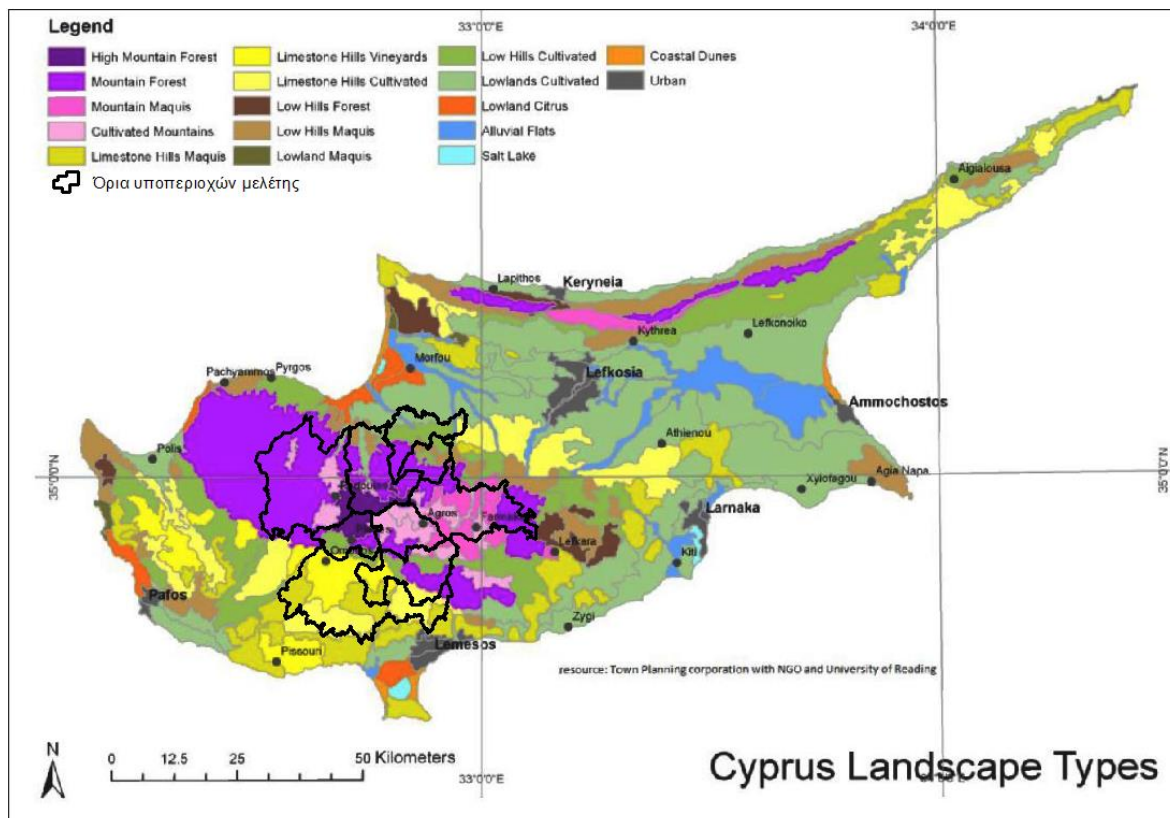 Legend
33°0'0"E
34°0'0"E
High Mountain Forest
Mountain Forest
Mountain Maquis
Cultivated Mountains
Limestone Hills Maquis
Limestone Hills Vineyards
Limestone Hills Cultivated
Low Hills Forest
Low Hills Maquis
Lowland Maquis
Low Hills Cultivated
Lowlands Cultivated
Lowland Citrus
Alluvial Flats
Salt Lake
Coastal Dunes
Urban
Όρια υποπεριοχών μελέτης
Aigialousa
Lapithos
Keryneia
Kythrea
Lefkonoiko
Morfou
Lefkosia
Pachyammos
Pyrgos
Ammochostos
Polis
Athienou
35°0'0"N
35°0'0"N
Xylofagou
Agia Napa
Agros
Larnaka
Lefkara
Kiti
Pafos
Zygi
Lemesos
Pissouri
resource: Town Planning corporation with NGO and University of Reading
N
0
12.5
25
50 Kilometers
33°0'0"E
Cyprus Landscape Types